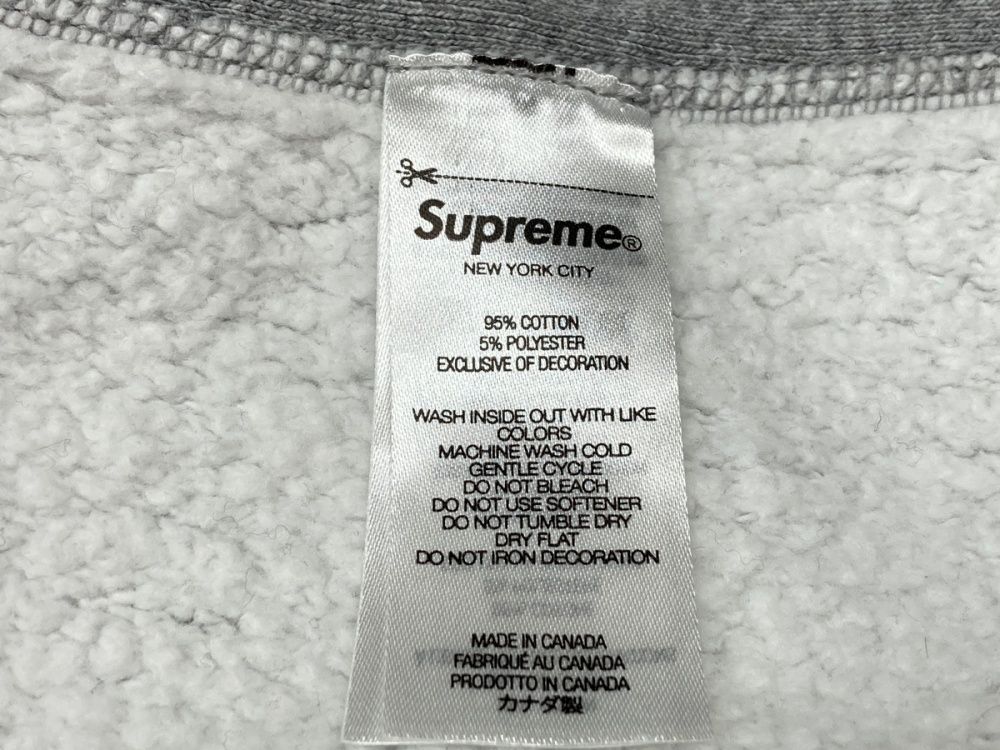 Supreme®
NEW YORK CITY
95% COTTON
5% POLYESTER
EXCLUSIVE OF DECORATION
WASH INSIDE OUT WITH LIKE
COLORS
MACHINE WASH COLD
GENTLE CYCLE
DO NOT BLEACH
DO NOT USE SOFTENER
DO NOT TUMBLE DRY
DRY FLAT
DO NOT IRON DECORATION
MADE IN CANADA
FABRIQUÉ AU CANADA
PRODOTTO IN CANADA
カナダ製